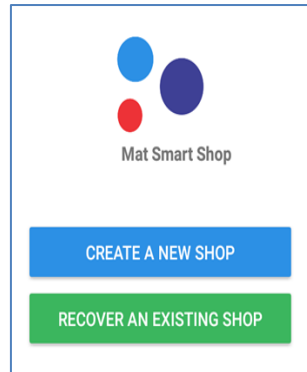 Mat Smart Shop
CREATE A NEW SHOP
RECOVER AN EXISTING SHOP